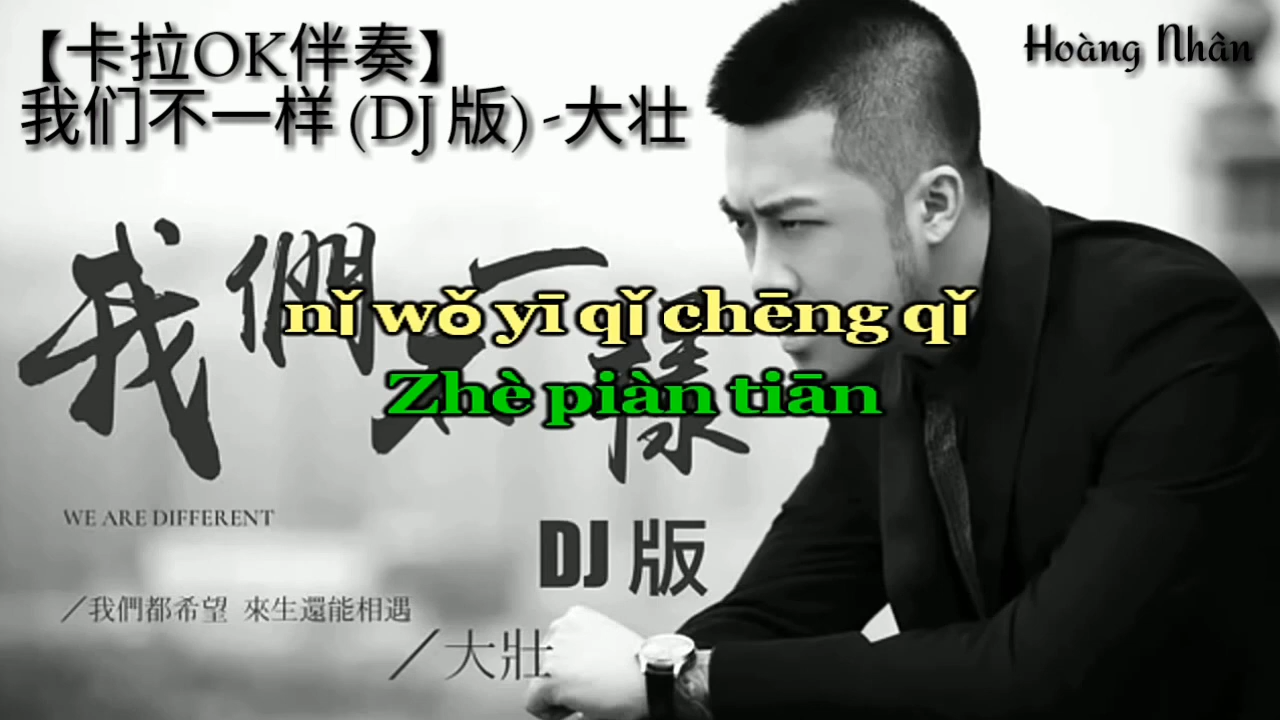 【卡拉OK伴奏】
我们不一样 (DJ 版) -大壮
Hoàng Nhân
我們不一樣
nǐ wǒ yī qǐ chēng qǐ
Zhè piàn tiān
WE ARE DIFFERENT
DJ 版
／我們都希望 來生還能相遇
／大壯